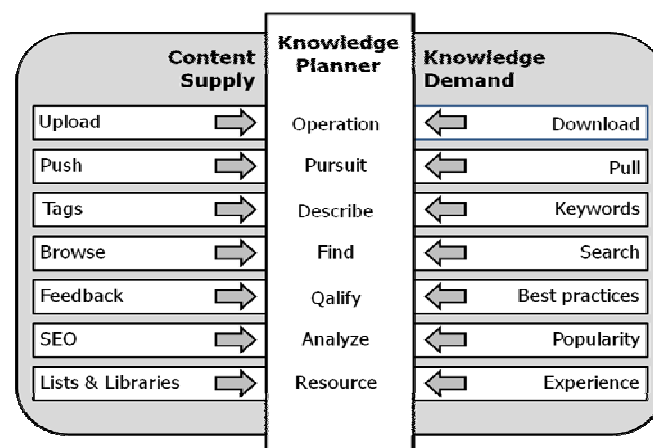 Content Supply
Knowledge Planner
Knowledge Demand
Upload Operation Download
Push Pursuit Pull
Tags Describe Keywords
Browse Find Search
Feedback Qalify Best practices
SEO Analyze Popularity
Lists & Libraries Resource Experience